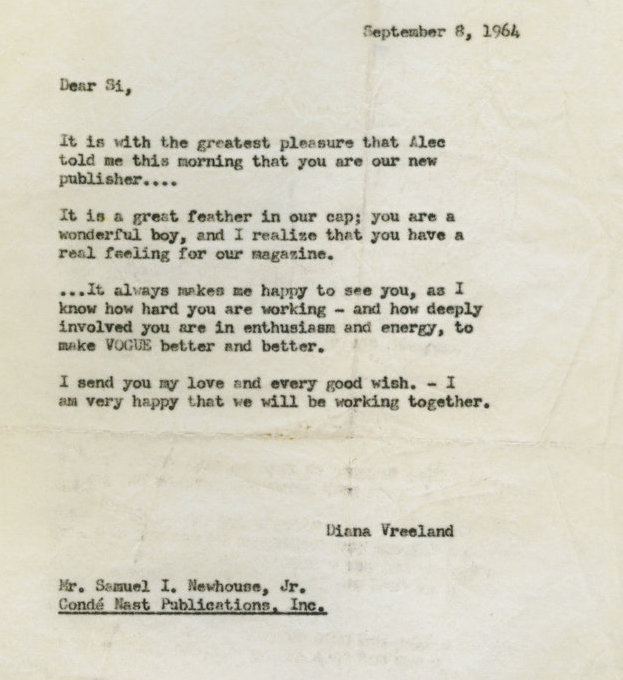 September 8, 1964
Dear Si,
It is with the greatest pleasure that Alec
told me this morning that you are our new
publisher....
It is a great feather in our cap; you are a
wonderful boy, and I realize that you have a
real feeling for our magazine.
...It always makes me happy to see you, as I
know how hard you are working - and how deeply
involved you are in enthusiasm and energy, to
make VOGUE better and better.
I send you my love and every good wish. - I
am very happy that we will be working together.
Diana Vreeland
Mr. Samuel I. Newhouse, Jr.
Condé Nast Publications, Inc.